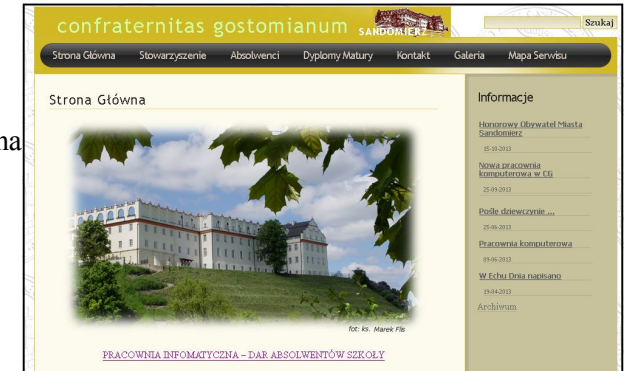 confraternitas gostomianum
SANDOMIERZ
Szukaj
Strona Główna Stowarzyszenie Absolwenci Dyplomy Matury Kontakt Galeria Mapa Serwisu
na
Strona Główna
fot: ks. Marek Flis
PRACOWNIA INFOMATYCZNA – DAR ABSOLWENTÓW SZKOŁY
Informacje
Honorowy Obywatel Miasta
Sandomierz
15-10-2013
Nowa pracownia
komputerowa w CG
25-09-2013
Pośle dziewczynie ...
25-06-2013
Pracownia komputerowa
09-06-2013
W Echu Dnia napisano
19-04-2013
Archiwum